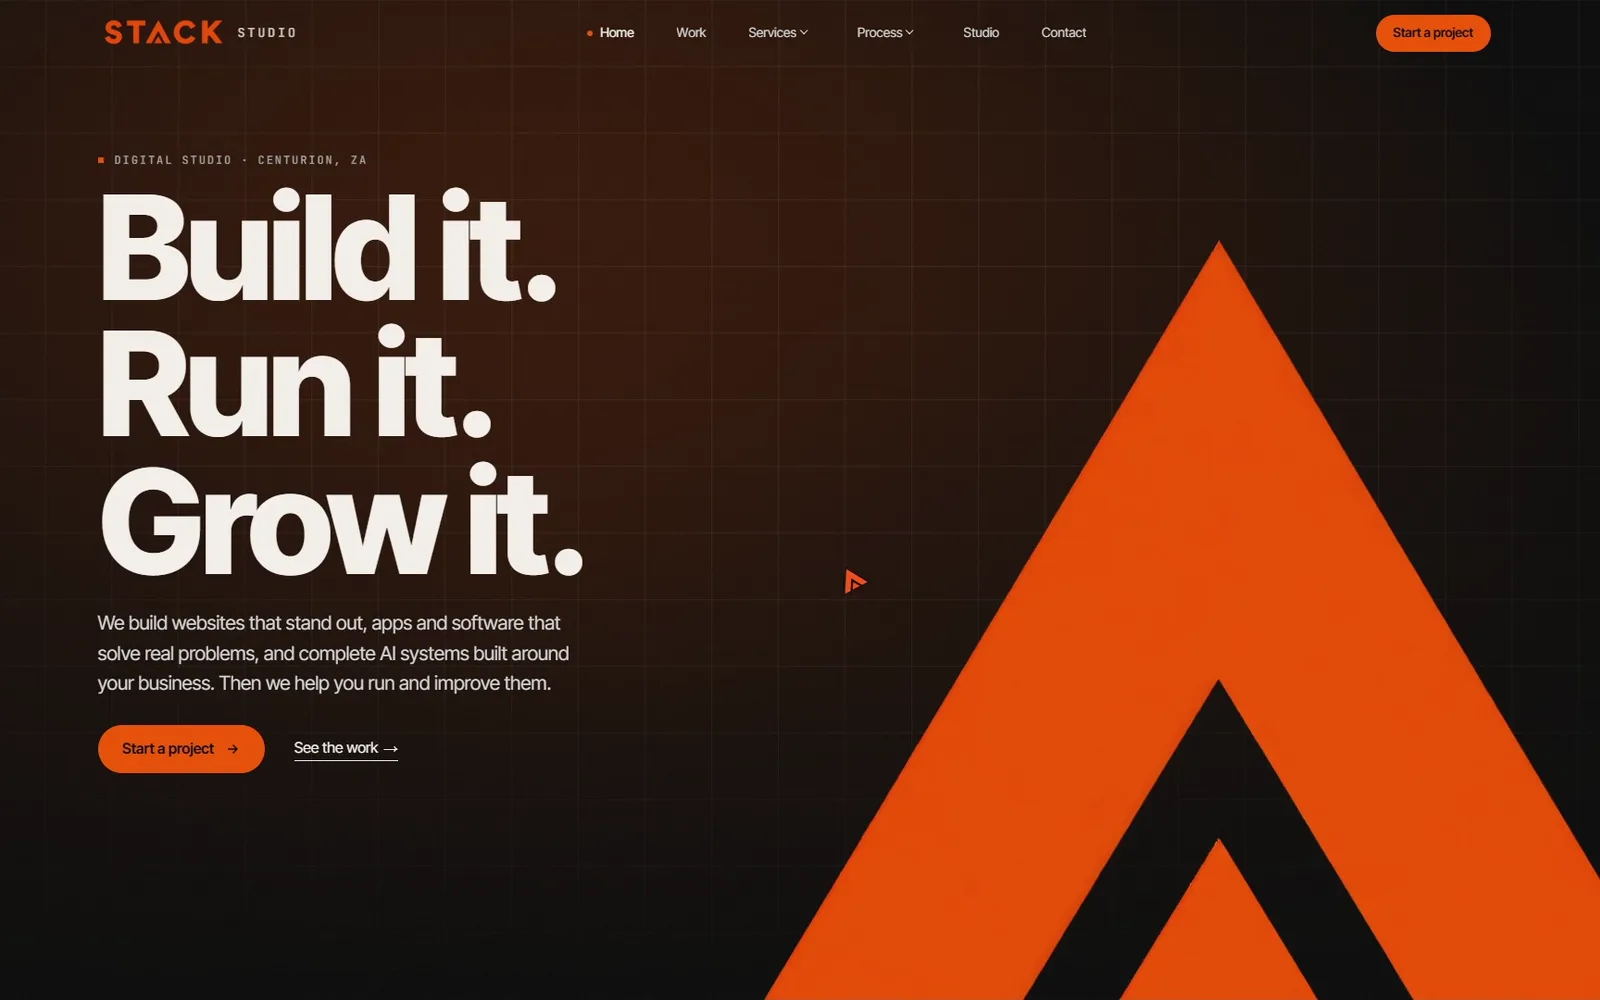 STACK STUDIO
Home Work Services Process Studio Contact
Start a project
DIGITAL STUDIO · CENTURION, ZA
Build it.
Run it.
Grow it.
We build websites that stand out, apps and software that
solve real problems, and complete AI systems built around
your business. Then we help you run and improve them.
Start a project →
See the work →